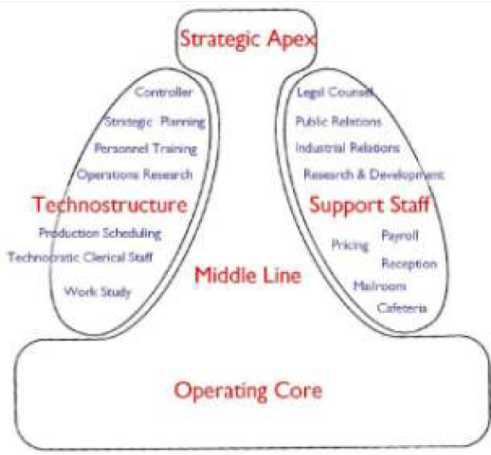 Strategic Apex
Controller
Strategic Planning
Personnel Training
Operations Research
Technostructure
Production Scheduling
Technocratic Clerical Staff
Work Study
Legal Counsel
Public Relations
Industrial Relations
Research & Development
Support Staff
Payroll
Pricing
Reception
Mailroom
Cafeteria
Middle Line
Operating Core